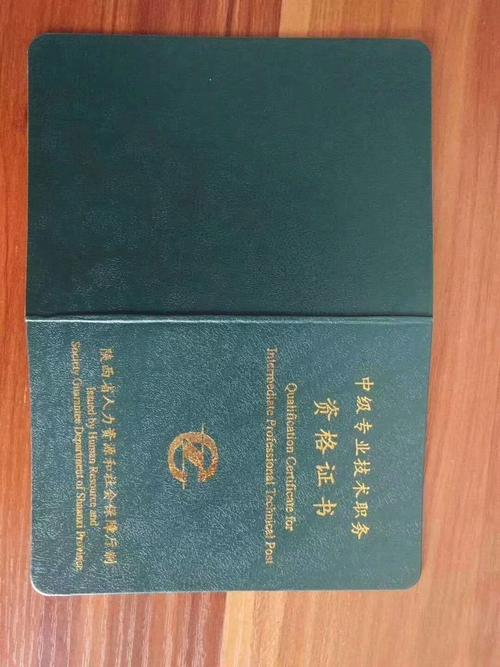 中级专业技术职务
资格证书
Qualification Certificate for
Intermediate Professional Technical Post
陕西省人力资源和社会保障厅制
Issued by Human Resource and
Society Guarantee Department of Shaanxi Province